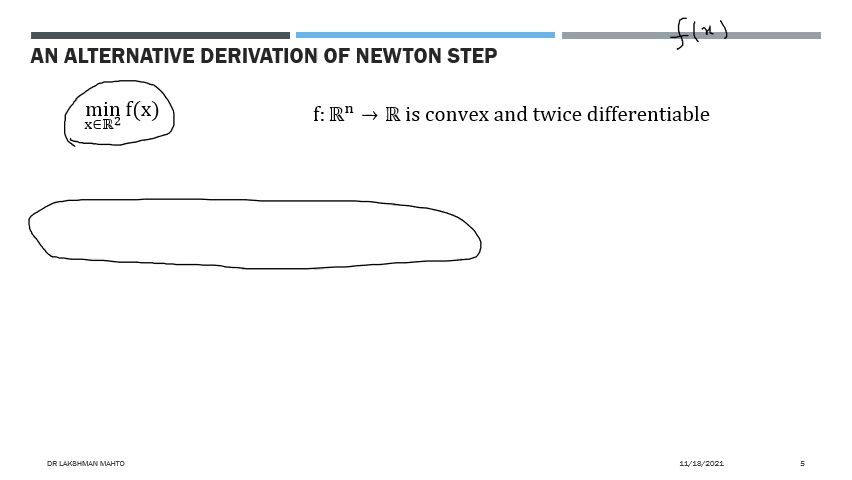 f(x)
AN ALTERNATIVE DERIVATION OF NEWTON STEP
min f(x)
x∈ℝ²
f: ℝⁿ → ℝ is convex and twice differentiable
DR LAKSHMAN MAHTO
11/18/2021
5